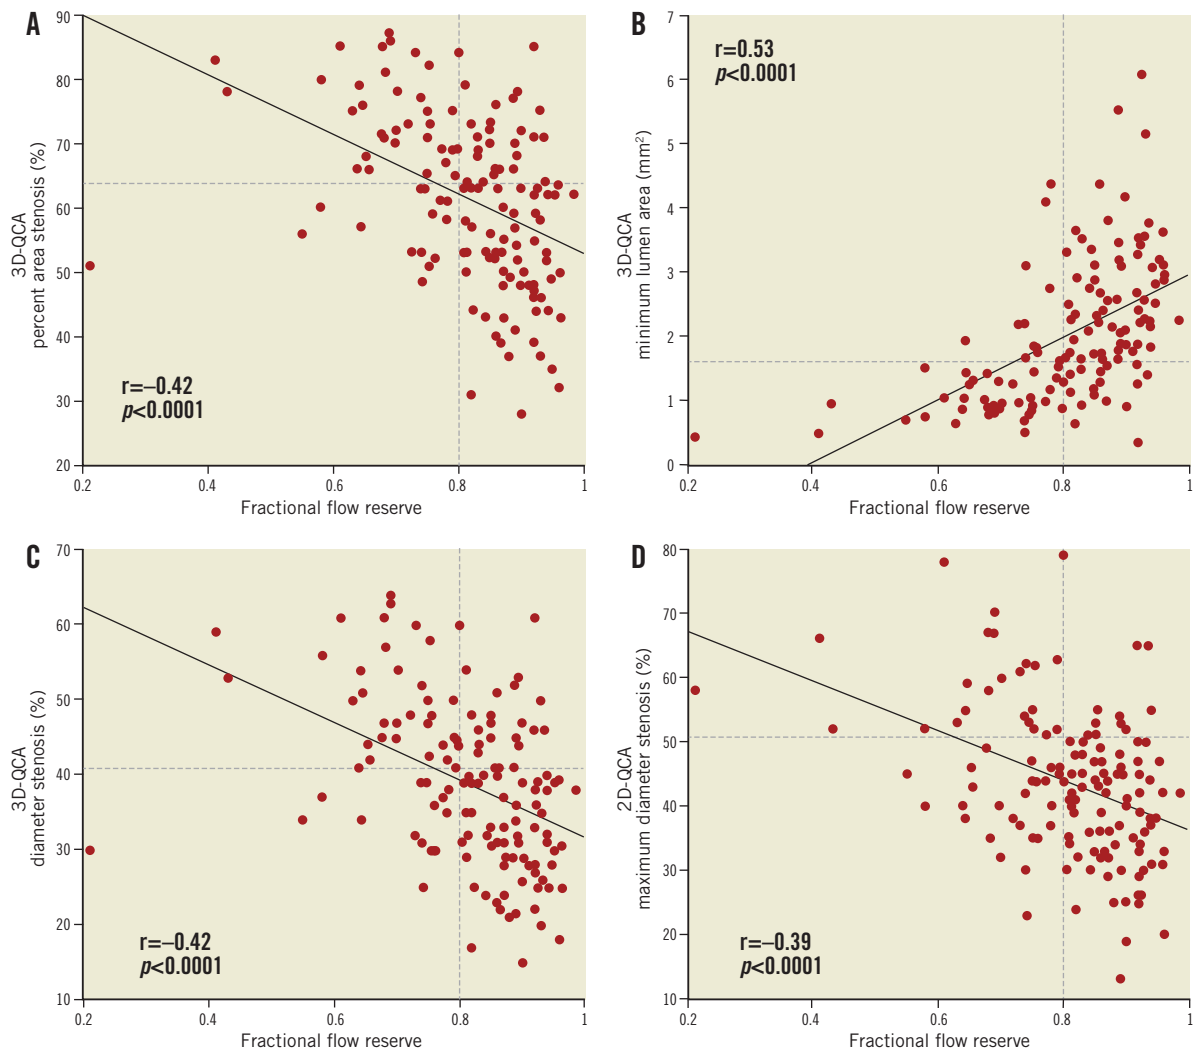 A
3D-QCA
percent area stenosis (%)
90
80
70
60
50
40
30
20
r=–0.42
p<0.0001
0.2
0.4
0.6
0.8
1
Fractional flow reserve
B
3D-QCA
minimum lumen area (mm²)
7
6
5
4
3
2
1
0
r=0.53
p<0.0001
0.2
0.4
0.6
0.8
1
Fractional flow reserve
C
3D-QCA
diameter stenosis (%)
70
60
50
40
30
20
10
r=–0.42
p<0.0001
0.2
0.4
0.6
0.8
1
Fractional flow reserve
D
2D-QCA
maximum diameter stenosis (%)
80
70
60
50
40
30
20
10
r=–0.39
p<0.0001
0.2
0.4
0.6
0.8
1
Fractional flow reserve